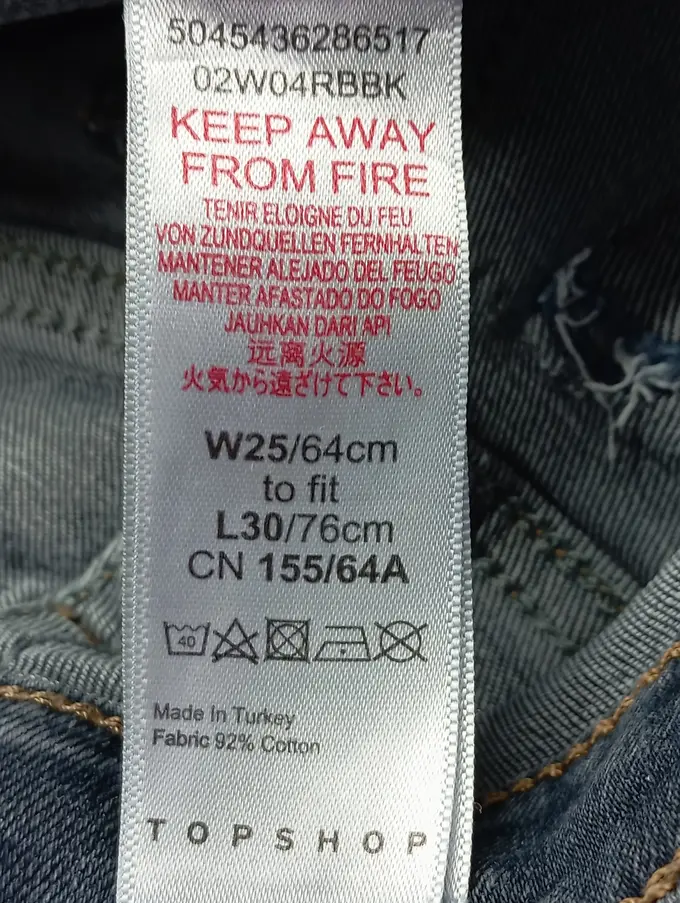 5045436286517
02W04RBBK
KEEP AWAY
FROM FIRE
TENIR ELOIGNE DU FEU
VON ZUNDQUELLEN FERNHALTEN
MANTENER ALEJADO DEL FEUGO
MANTER AFASTADO DO FOGO
JAUHKAN DARI API
远离火源
火気から遠ざけて下さい。
W25/64cm
to fit
L30/76cm
CN 155/64A
40
Made In Turkey
Fabric 92% Cotton
TOPSHOP